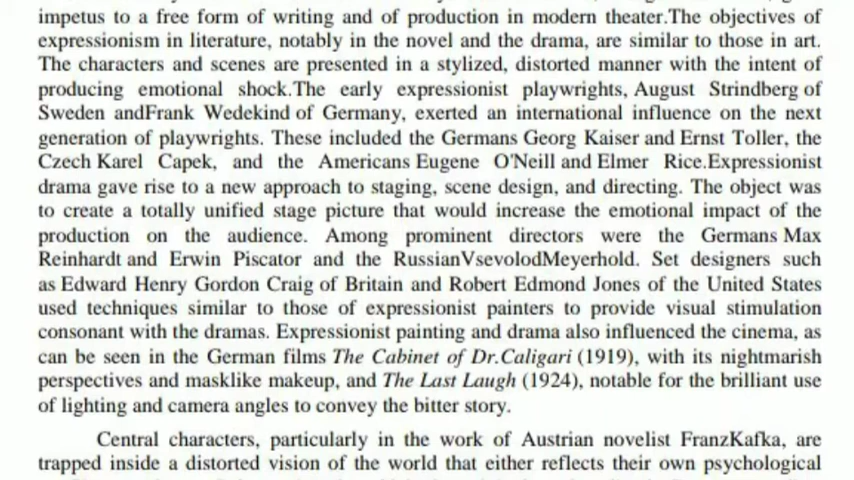 impetus to a free form of writing and of production in modern theater.The objectives of
expressionism in literature, notably in the novel and the drama, are similar to those in art.
The characters and scenes are presented in a stylized, distorted manner with the intent of
producing emotional shock.The early expressionist playwrights, August Strindberg of
Sweden andFrank Wedekind of Germany, exerted an international influence on the next
generation of playwrights. These included the Germans Georg Kaiser and Ernst Toller, the
Czech Karel Capek, and the Americans Eugene O'Neill and Elmer Rice.Expressionist
drama gave rise to a new approach to staging, scene design, and directing. The object was
to create a totally unified stage picture that would increase the emotional impact of the
production on the audience. Among prominent directors were the Germans Max
Reinhardt and Erwin Piscator and the RussianVsevolodMeyerhold. Set designers such
as Edward Henry Gordon Craig of Britain and Robert Edmond Jones of the United States
used techniques similar to those of expressionist painters to provide visual stimulation
consonant with the dramas. Expressionist painting and drama also influenced the cinema, as
can be seen in the German films The Cabinet of Dr.Caligari (1919), with its nightmarish
perspectives and masklike makeup, and The Last Laugh (1924), notable for the brilliant use
of lighting and camera angles to convey the bitter story.
Central characters, particularly in the work of Austrian novelist FranzKafka, are
trapped inside a distorted vision of the world that either reflects their own psychological